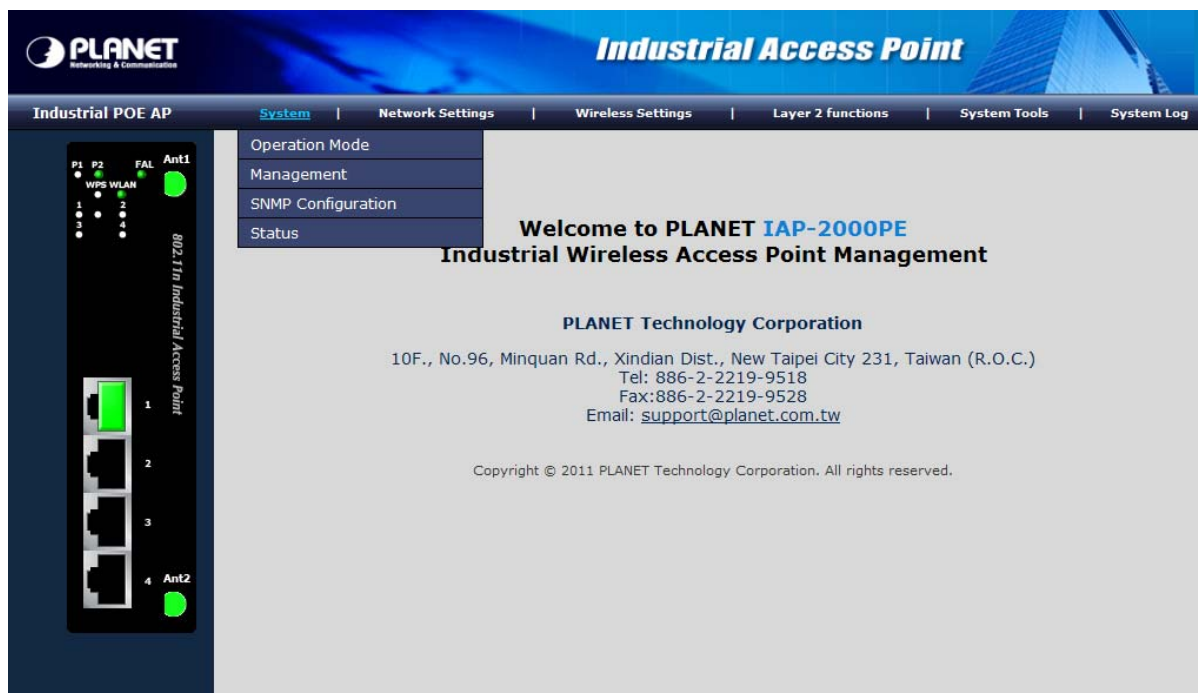 PLANET
Networking & Communication
Industrial Access Point
Industrial POE AP
System | Network Settings | Wireless Settings | Layer 2 functions | System Tools | System Log
Operation Mode
Management
SNMP Configuration
Status
P1 P2 FAL Ant1
WPS WLAN
1 2
3 4
802.11n Industrial Access Point
1
2
3
4 Ant2
Welcome to PLANET IAP-2000PE
Industrial Wireless Access Point Management
PLANET Technology Corporation
10F., No.96, Minquan Rd., Xindian Dist., New Taipei City 231, Taiwan (R.O.C.)
Tel: 886-2-2219-9518
Fax:886-2-2219-9528
Email: support@planet.com.tw
Copyright © 2011 PLANET Technology Corporation. All rights reserved.